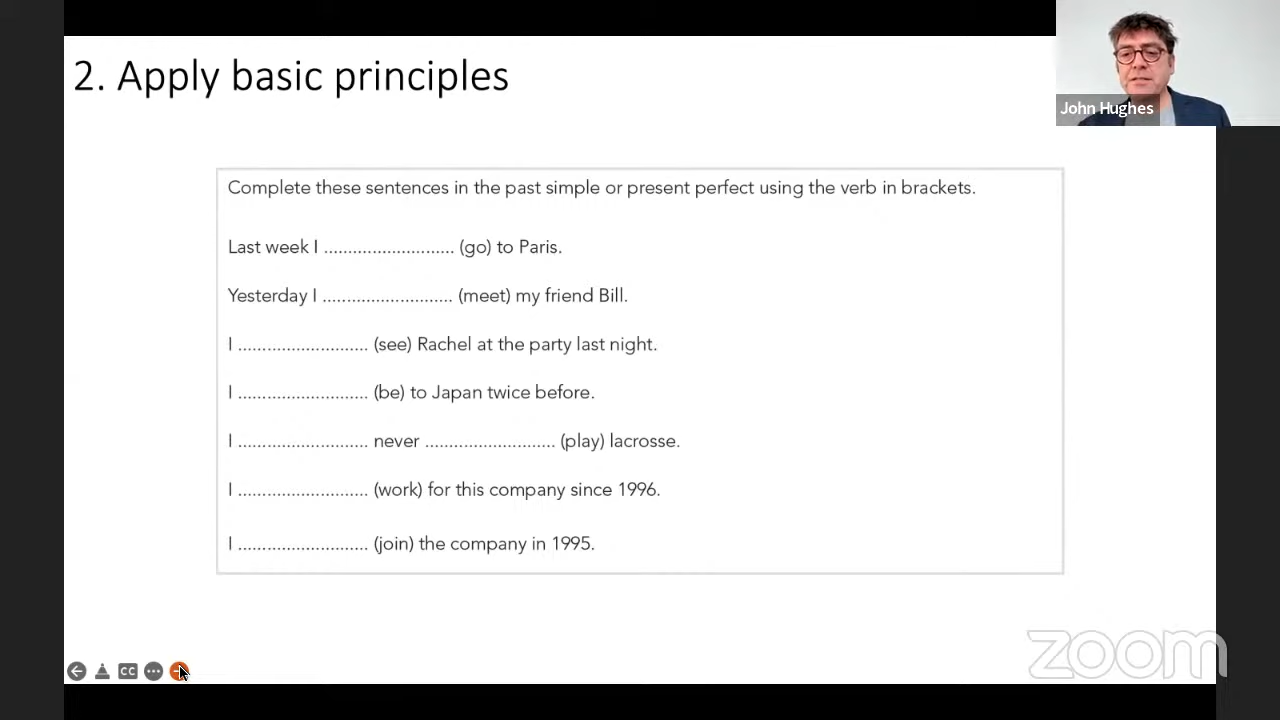 2. Apply basic principles
John Hughes
Complete these sentences in the past simple or present perfect using the verb in brackets.
Last week I ........................... (go) to Paris.
Yesterday I ........................... (meet) my friend Bill.
I ........................... (see) Rachel at the party last night.
I ........................... (be) to Japan twice before.
I ........................... never ........................... (play) lacrosse.
I ........................... (work) for this company since 1996.
I ........................... (join) the company in 1995.
CC
zoom